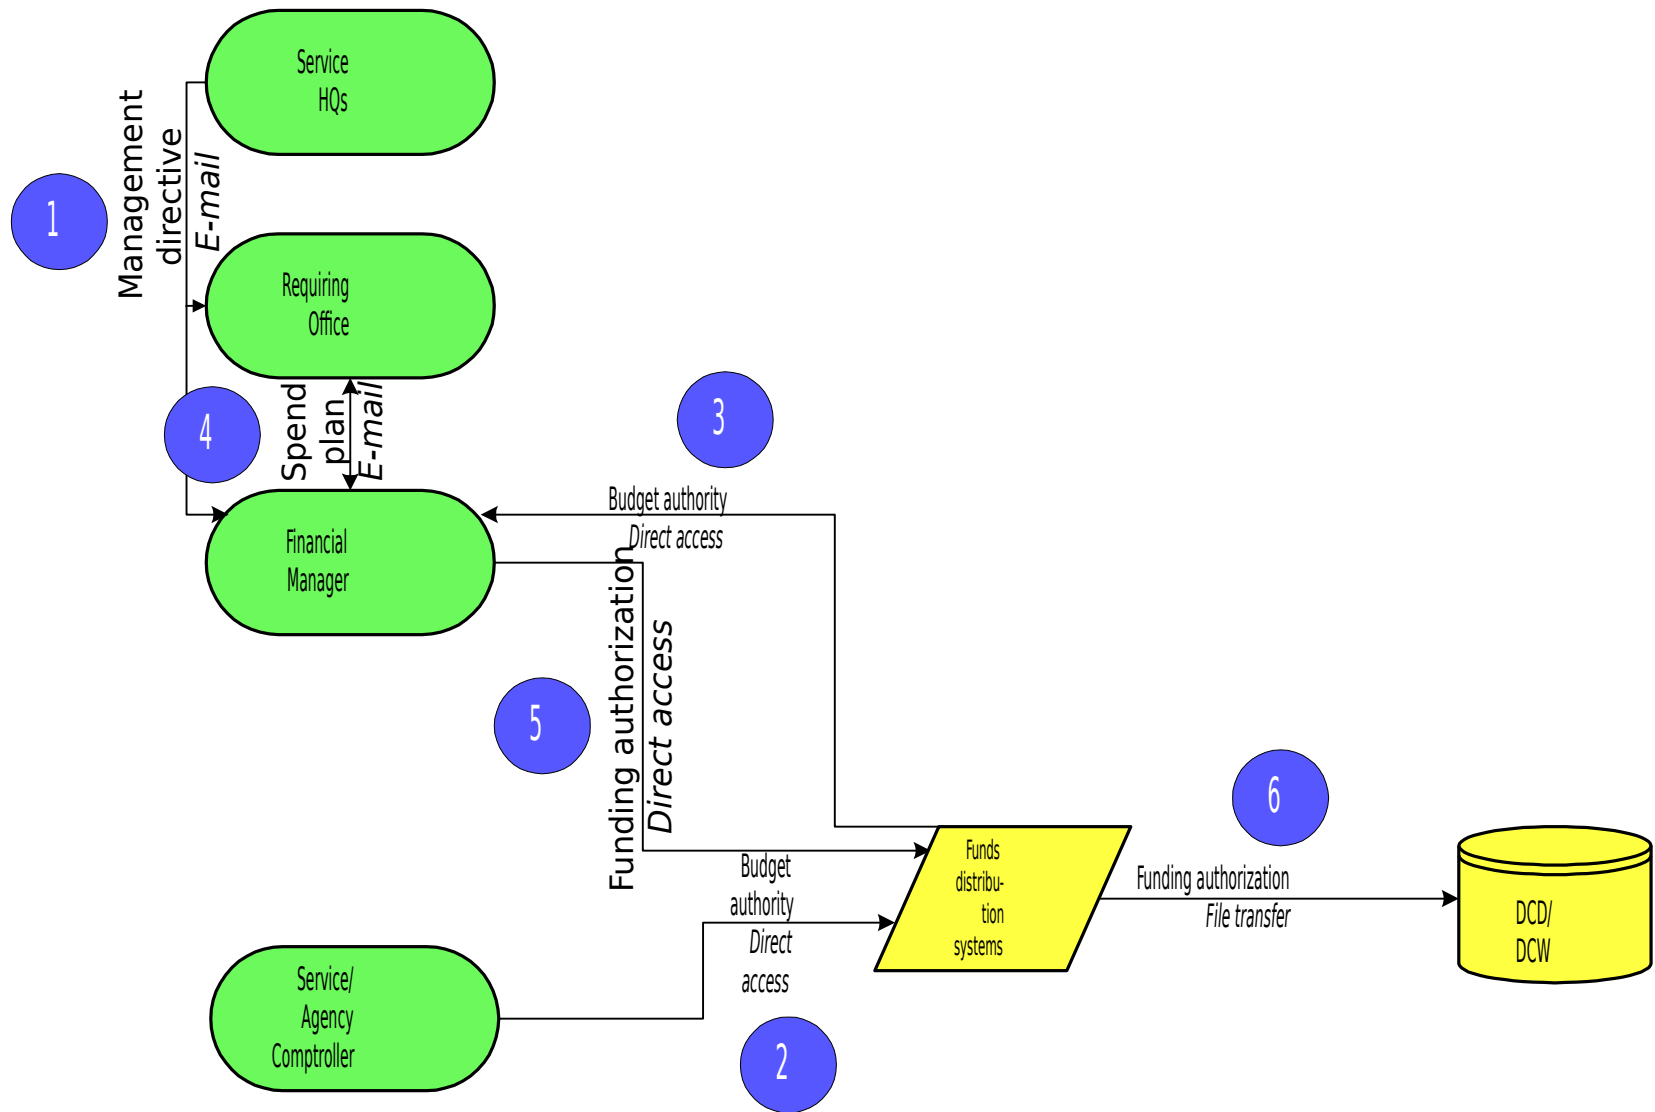 Service
HQs
Management
directive
E-mail
1
Requiring
Office
4
Spend
plan
E-mail
3
Budget authority
Direct access
Financial
Manager
Funding authorization
Direct access
5
6
Funds
distribu-
tion
systems
Budget
authority
Direct
access
Funding authorization
File transfer
DCD/
DCW
Service/
Agency
Comptroller
2